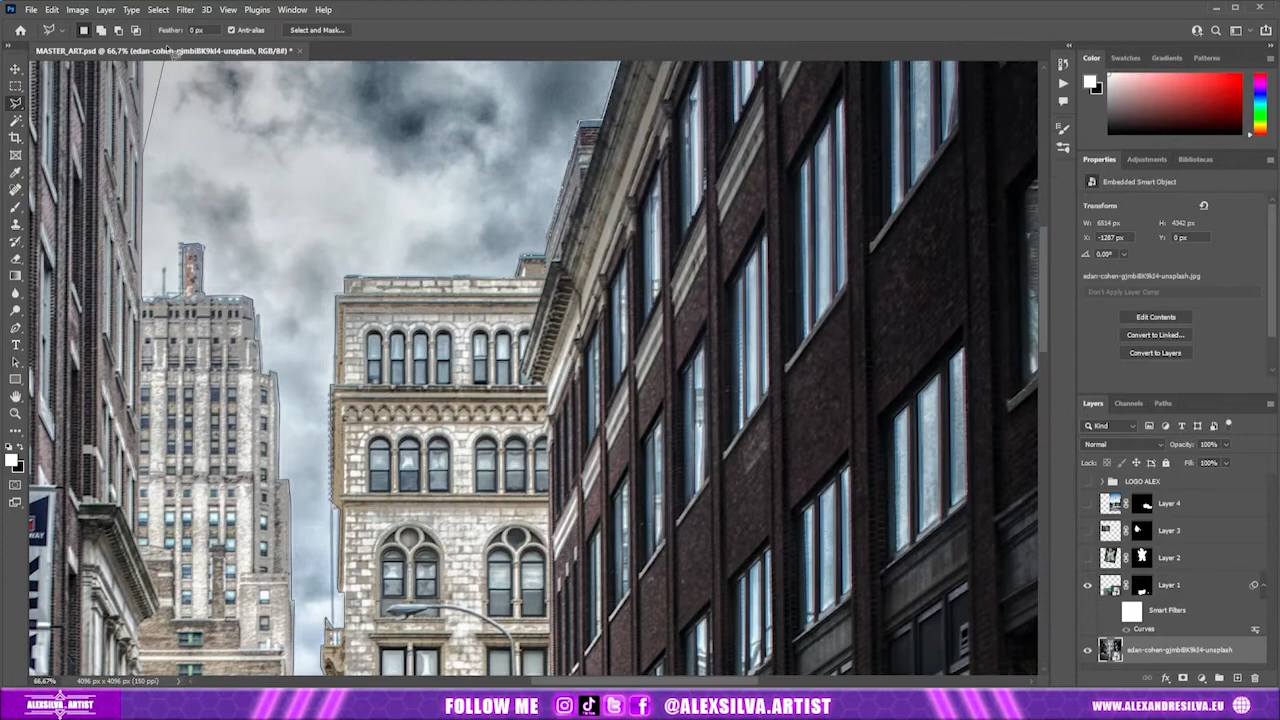 Ps File Edit Image Layer Type Select Filter 3D View Plugins Window Help
Feather: 0 px Anti-alias Select and Mask...
MASTER_ART.psd @ 66,7% (edan-cohen-gjmbiBK9kI4-unsplash, RGB/8#) *
Color Swatches Gradients Patterns
Properties Adjustments Bibliotecas
Embedded Smart Object
Transforms
W: 6514 px H: 4342 px
X: -1287 px Y: 0 px
0,00°
edan-cohen-gjmbiBK9kI4-unsplash.jpg
Don't Apply Layer Comp
Edit Contents
Convert to Linked...
Convert to Layers
Layers Channels Paths
Kind
Normal Opacity: 100%
Lock: Fill: 100%
LOGO ALEX
Layer 4
Layer 3
Layer 2
Layer 1
Smart Filters
Curves
edan-cohen-gjmbiBK9kI4-unsplash
WAY
66,67% 4096 px x 4096 px (150 ppi)
ALEXSILVA.ARTIST FOLLOW ME @ALEXSILVA.ARTIST WWW.ALEXANDRESILVA.EU